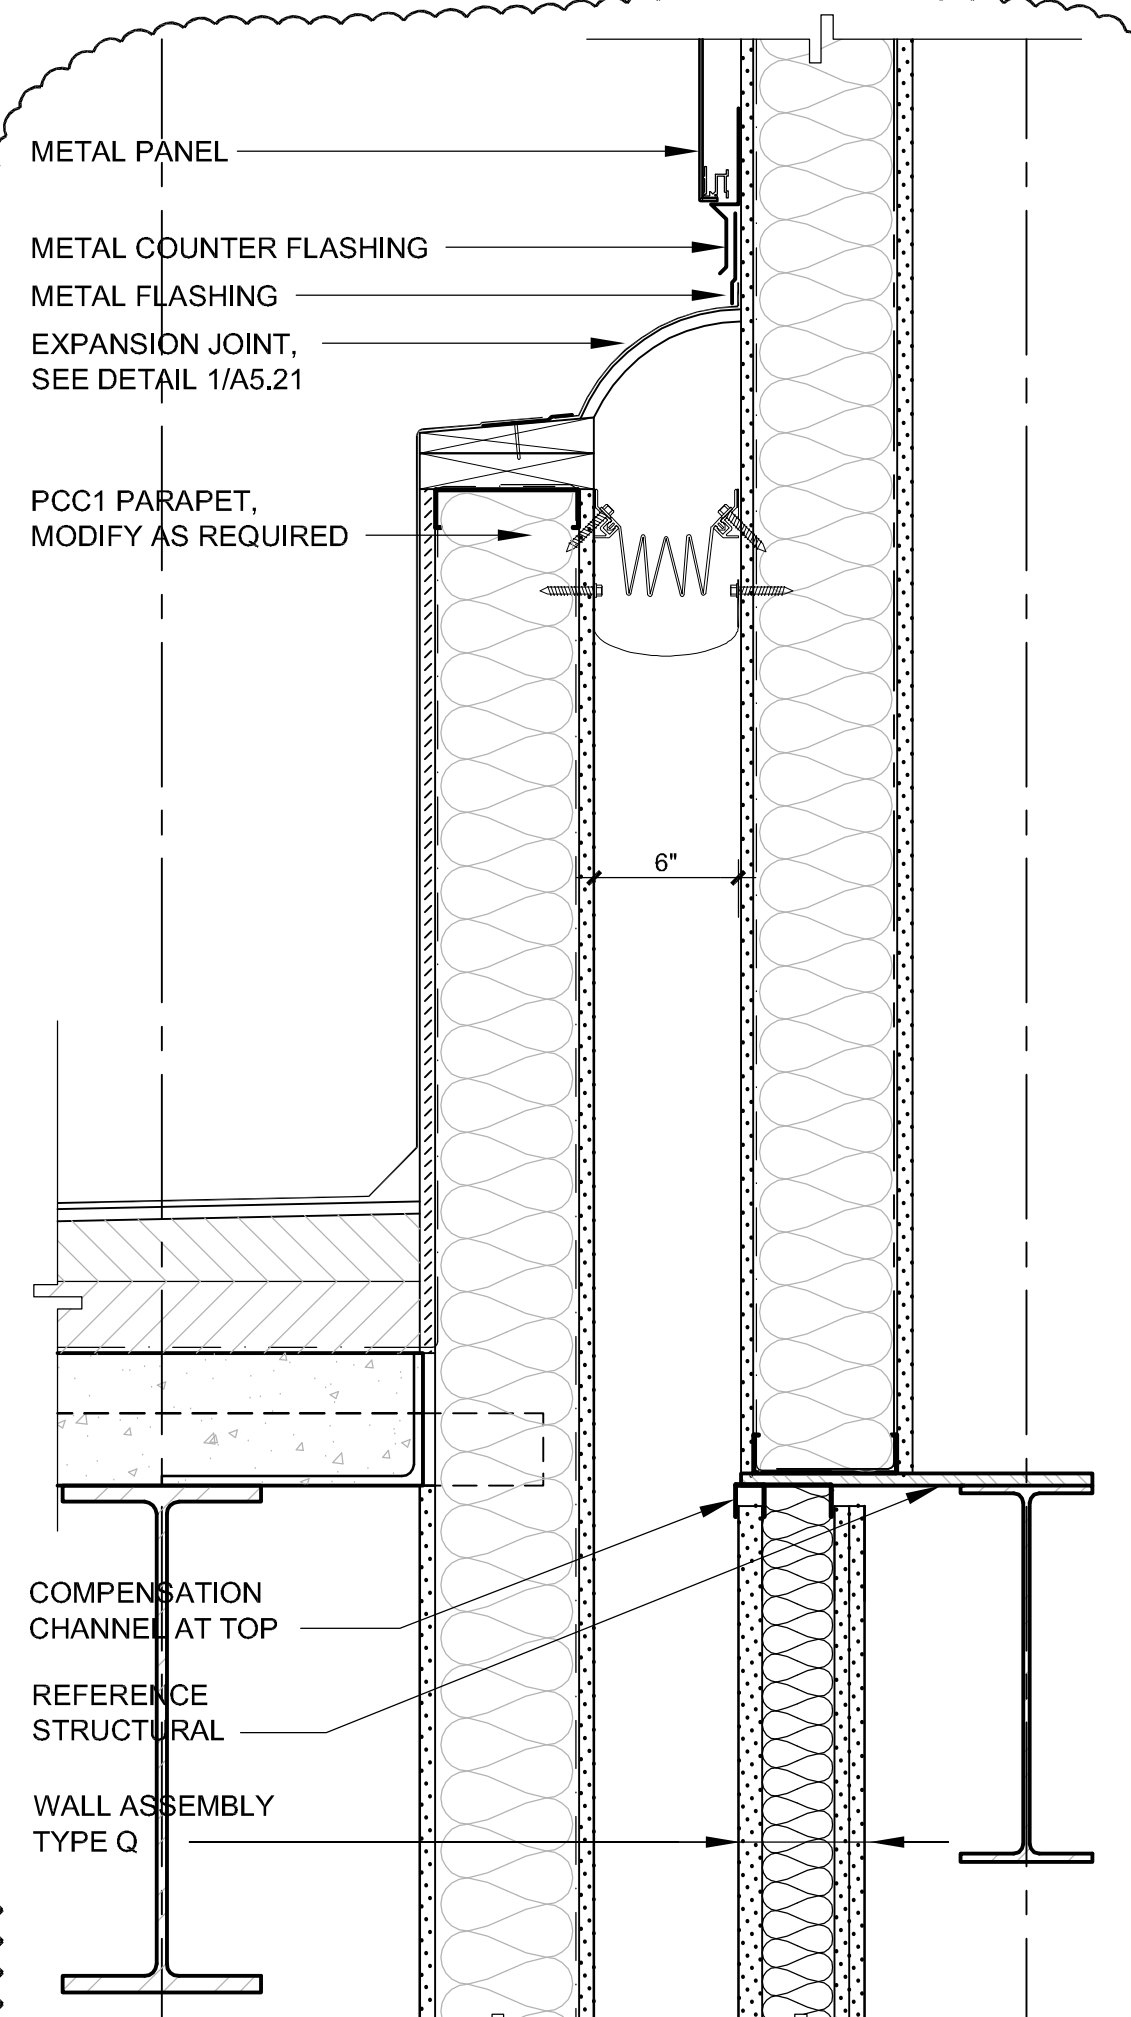 METAL PANEL
METAL COUNTER FLASHING
METAL FLASHING
EXPANSION JOINT,
SEE DETAIL 1/A5.21
PCC1 PARAPET,
MODIFY AS REQUIRED
6"
COMPENSATION
CHANNEL AT TOP
REFERENCE
STRUCTURAL
WALL ASSEMBLY
TYPE Q